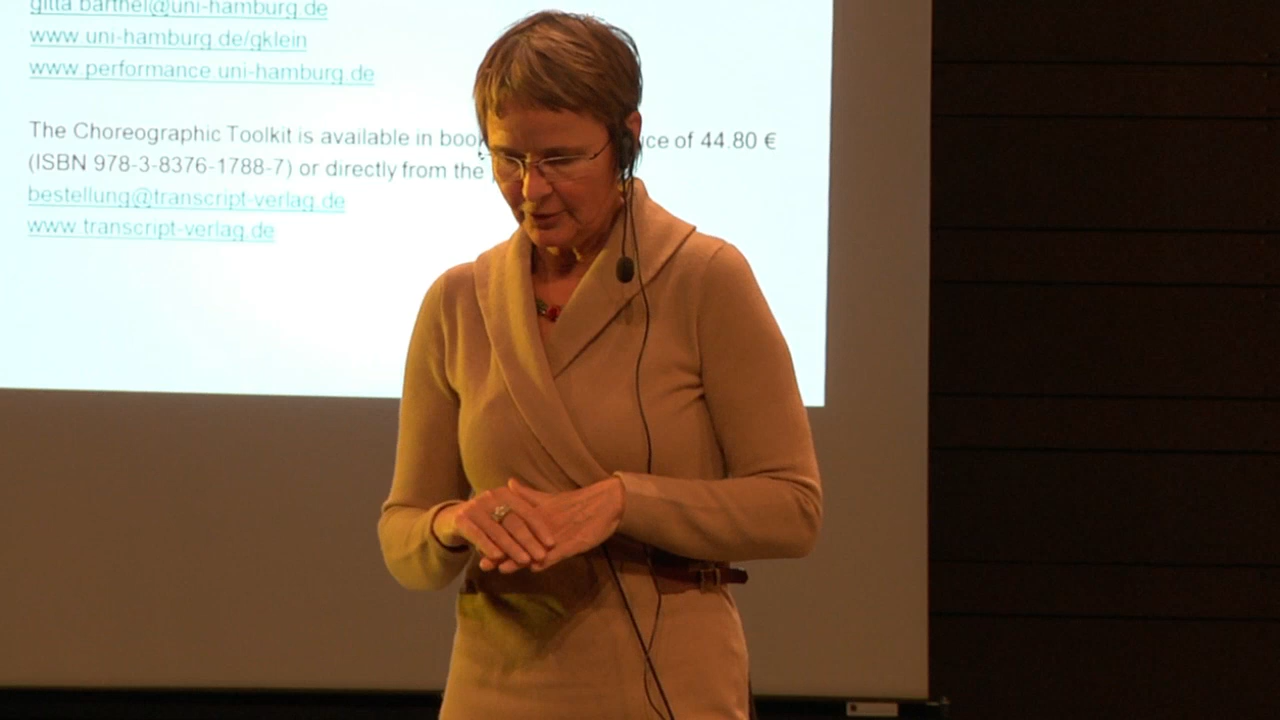 gitta barthel@uni-hamburg de
www uni-hamburg de/gklein
www performance uni-hamburg de
The Choreographic Toolkit is available in of 44.80 €
(ISBN 978-3-8376-1788-7) or directly from the
bestellung@transcript-verlag.de
www.transcript-verlag.de